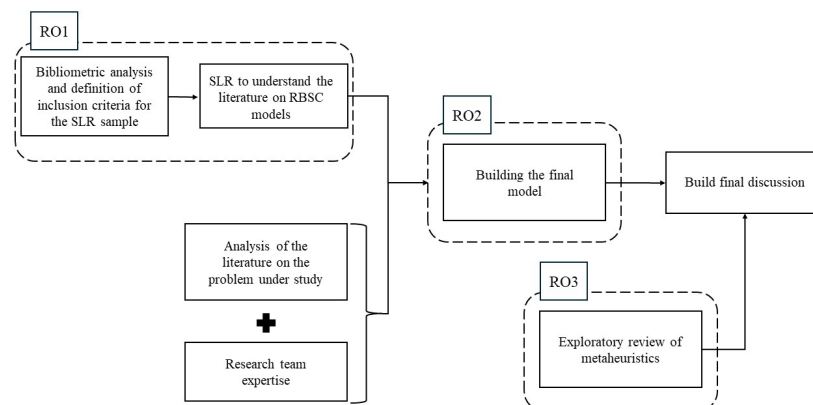 RO1
Bibliometric analysis
and definition of
inclusion criteria for
the SLR sample
SLR to understand the
literature on RBSC
models
RO2
Building the final
model
Build final discussion
Analysis of the
literature on the
problem under study
Research team
expertise
RO3
Exploratory review of
metaheuristics